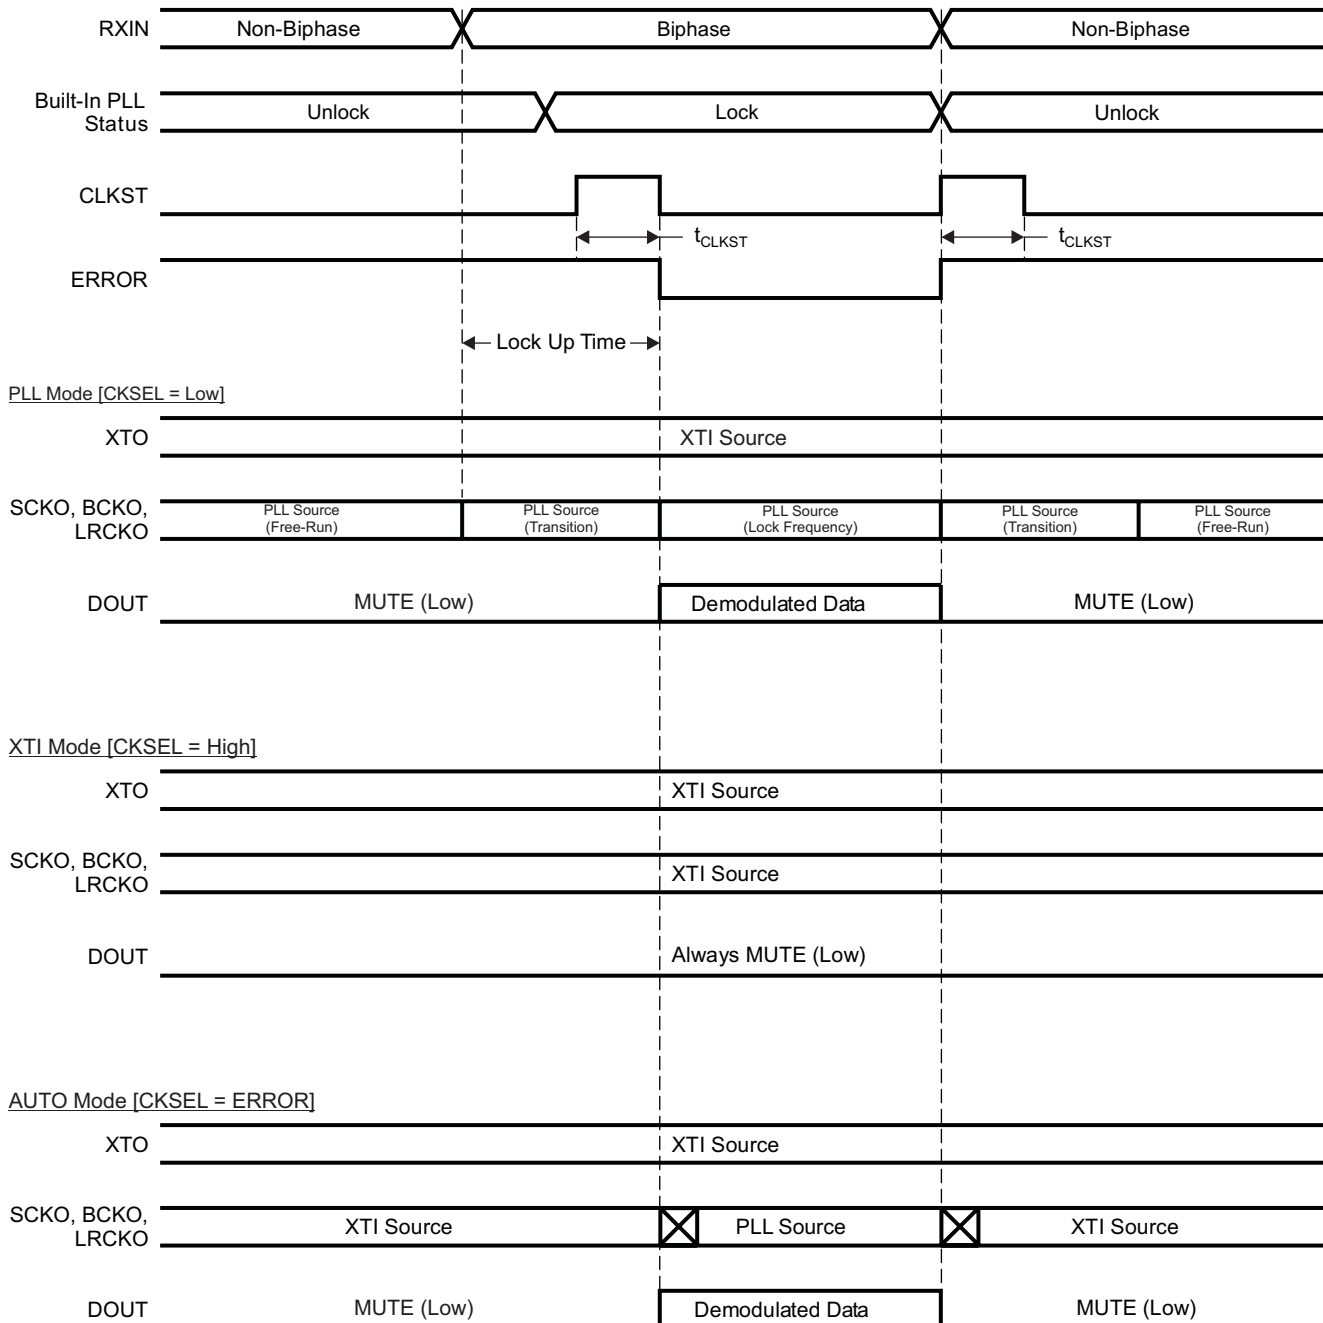 RXIN
Non-Biphase
Biphase
Non-Biphase
Built-In PLL
Status
Unlock
Lock
Unlock
CLKST
tCLKST
tCLKST
ERROR
Lock Up Time
PLL Mode [CKSEL = Low]
XTO
XTI Source
SCKO, BCKO,
LRCKO
PLL Source
(Free-Run)
PLL Source
(Transition)
PLL Source
(Lock Frequency)
PLL Source
(Transition)
PLL Source
(Free-Run)
DOUT
MUTE (Low)
Demodulated Data
MUTE (Low)
XTI Mode [CKSEL = High]
XTO
XTI Source
SCKO, BCKO,
LRCKO
XTI Source
DOUT
Always MUTE (Low)
AUTO Mode [CKSEL = ERROR]
XTO
XTI Source
SCKO, BCKO,
LRCKO
XTI Source
PLL Source
XTI Source
DOUT
MUTE (Low)
Demodulated Data
MUTE (Low)